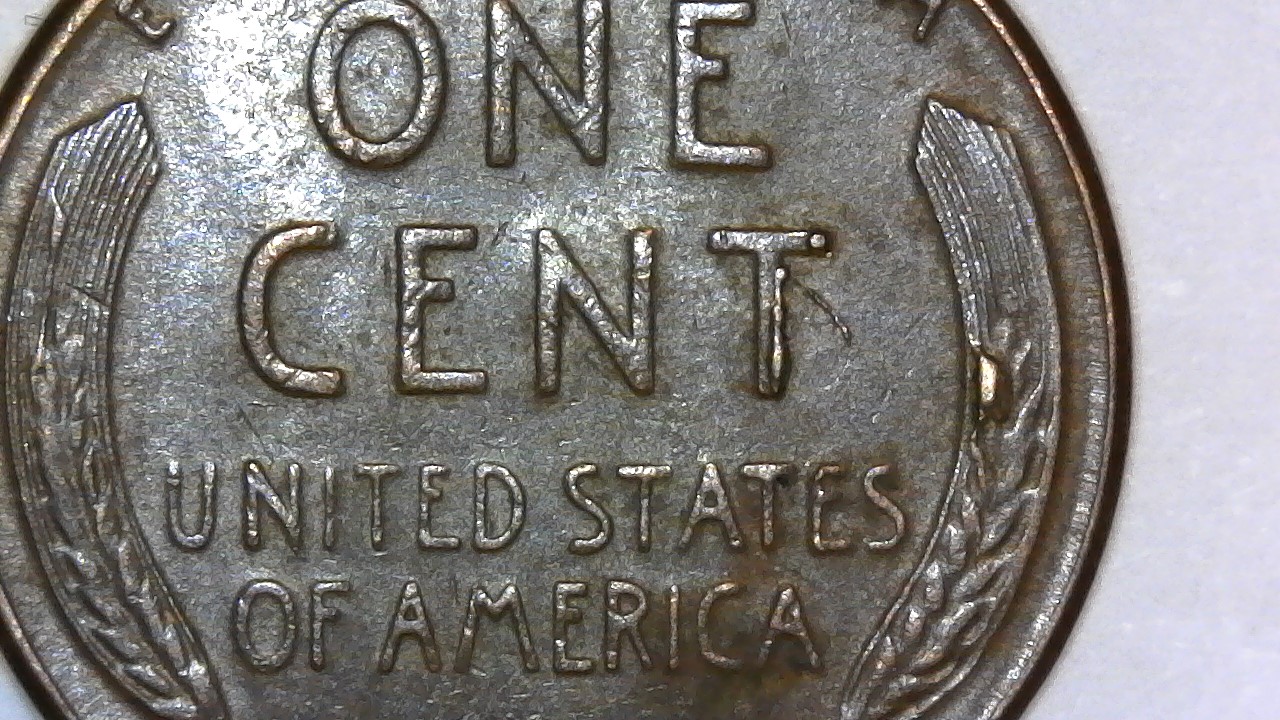 ONE
CENT
UNITED STATES
OF AMERICA